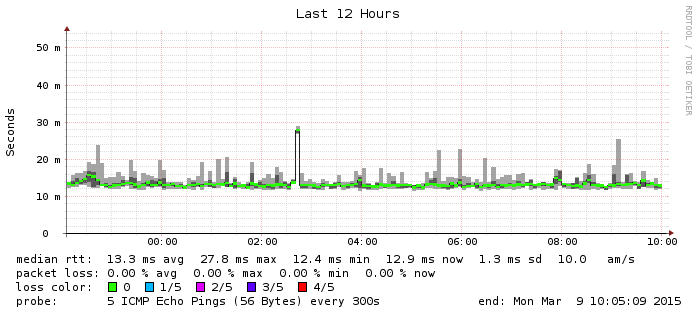 Last 12 Hours
RRDTOOL / TOBI OETIKER
Seconds
50 m
40 m
30 m
20 m
10 m
0
00:00 02:00 04:00 06:00 08:00 10:00
median rtt: 13.3 ms avg 27.8 ms max 12.4 ms min 12.9 ms now 1.3 ms sd 10.0 am/s
packet loss: 0.00 % avg 0.00 % max 0.00 % min 0.00 % now
loss color: 0 1/5 2/5 3/5 4/5
probe: 5 ICMP Echo Pings (56 Bytes) every 300s end: Mon Mar 9 10:05:09 2015